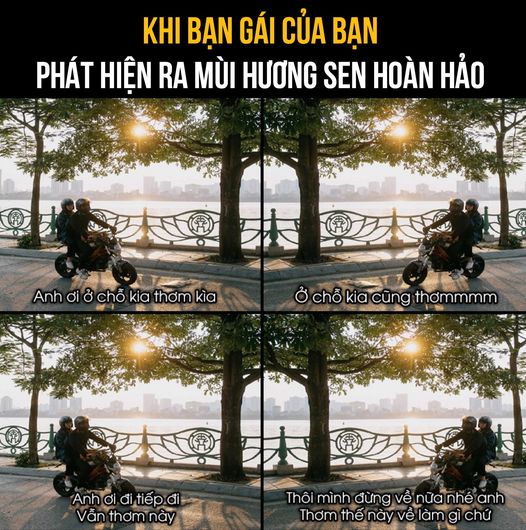 KHI BẠN GÁI CỦA BẠN
PHÁT HIỆN RA MÙI HƯƠNG SEN HOÀN HẢO
Anh ơi ở chỗ kia thơm kìa
Ở chỗ kia cũng thơmmmm
Anh ơi đi tiếp đi
Vẫn thơm này
Thôi mình đừng về nữa nhé anh
Thơm thế này về làm gì chứ